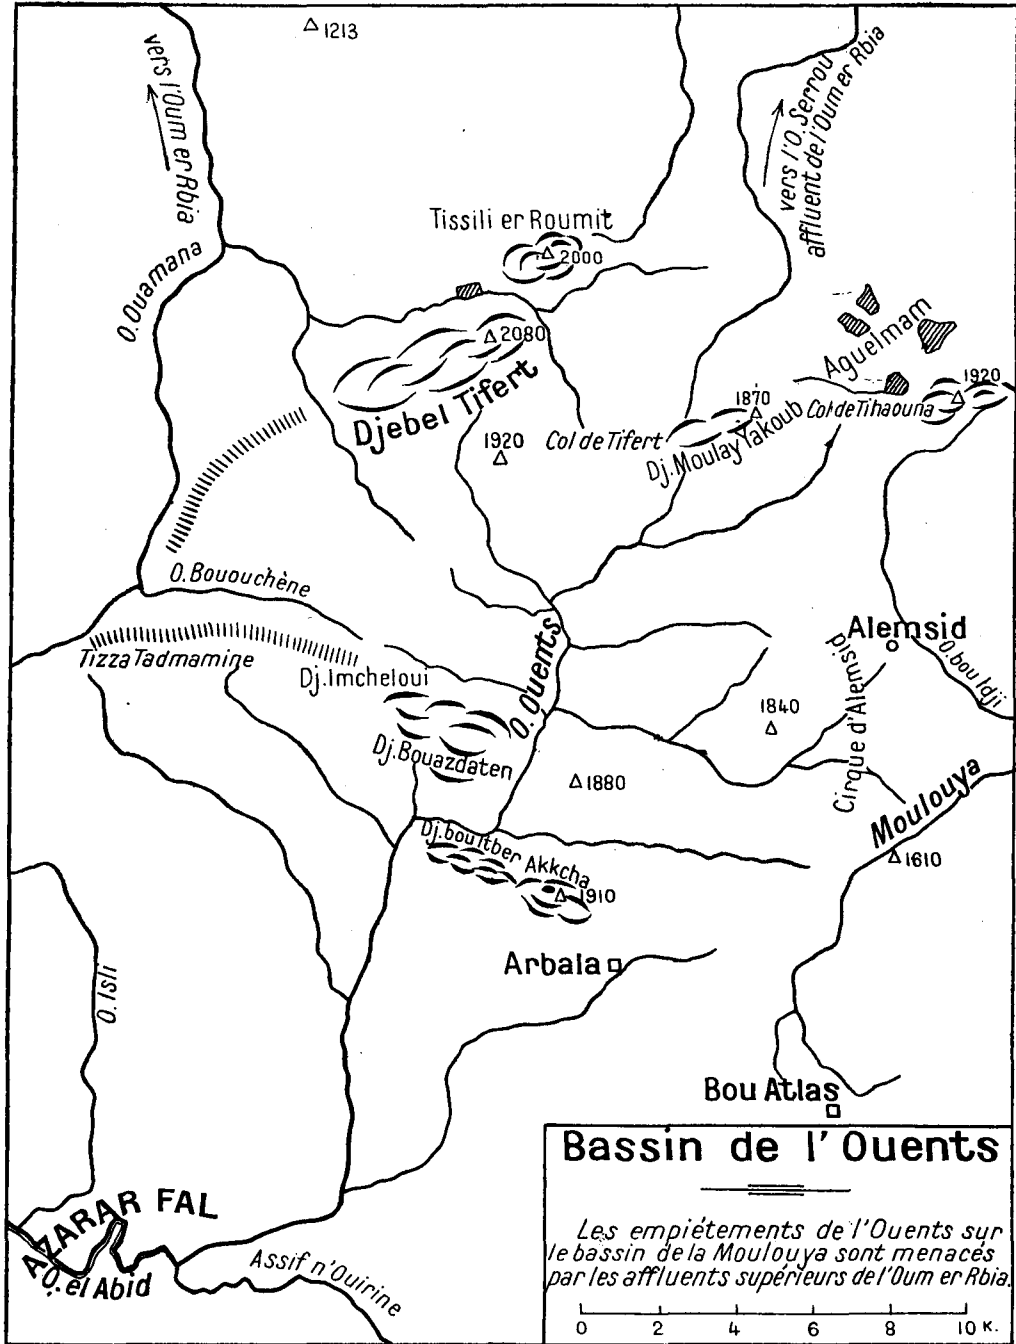 1213
vers l'Oum er Rbia
vers l'O. Serrou
affluent de l'Oum er Rbia
Tissili er Roumit
2000
O. Ouamana
2080
Djebel Tifert
Aguelmam
1920
1870
Col de Tihaouna
1920
Col de Tifert
Dj. Moulay Yakoub
O. Bououchène
Tizza Tadmamine
Dj. Imcheloui
O. Ouents
Alemsid
O. bou Idji
Cirque d'Alemsid
1840
Dj. Bouazdaten
1880
Moulouya
1610
Dj. bou Itber Akkcha
1910
Arbala
O. Isli
Bou Atlas
AZARAR FAL
O. el Abid
Assif n'Ouirine
Bassin de l'Ouents
Les empiétements de l'Ouents sur
le bassin de la Moulouya sont menacés
par les affluents supérieurs de l'Oum er Rbia.
0 2 4 6 8 10 K.